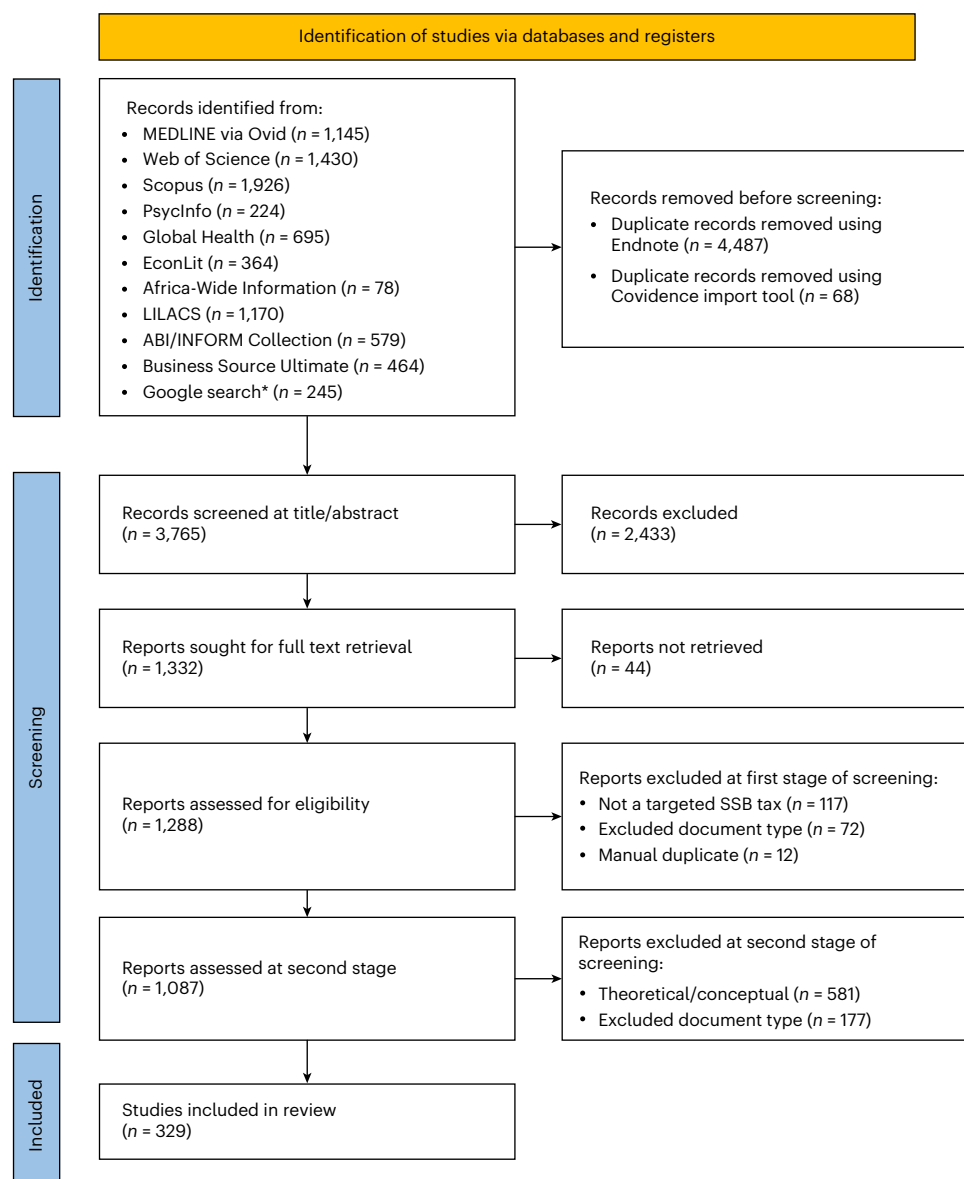 Identification of studies via databases and registers
Identification
Records identified from:
• MEDLINE via Ovid (n = 1,145)
• Web of Science (n = 1,430)
• Scopus (n = 1,926)
• PsycInfo (n = 224)
• Global Health (n = 695)
• EconLit (n = 364)
• Africa-Wide Information (n = 78)
• LILACS (n = 1,170)
• ABI/INFORM Collection (n = 579)
• Business Source Ultimate (n = 464)
• Google search* (n = 245)
Records removed before screening:
• Duplicate records removed using
Endnote (n = 4,487)
• Duplicate records removed using
Covidence import tool (n = 68)
Screening
Records screened at title/abstract
(n = 3,765)
Records excluded
(n = 2,433)
Reports sought for full text retrieval
(n = 1,332)
Reports not retrieved
(n = 44)
Reports assessed for eligibility
(n = 1,288)
Reports excluded at first stage of screening:
• Not a targeted SSB tax (n = 117)
• Excluded document type (n = 72)
• Manual duplicate (n = 12)
Reports assessed at second stage
(n = 1,087)
Reports excluded at second stage of
screening:
• Theoretical/conceptual (n = 581)
• Excluded document type (n = 177)
Included
Studies included in review
(n = 329)